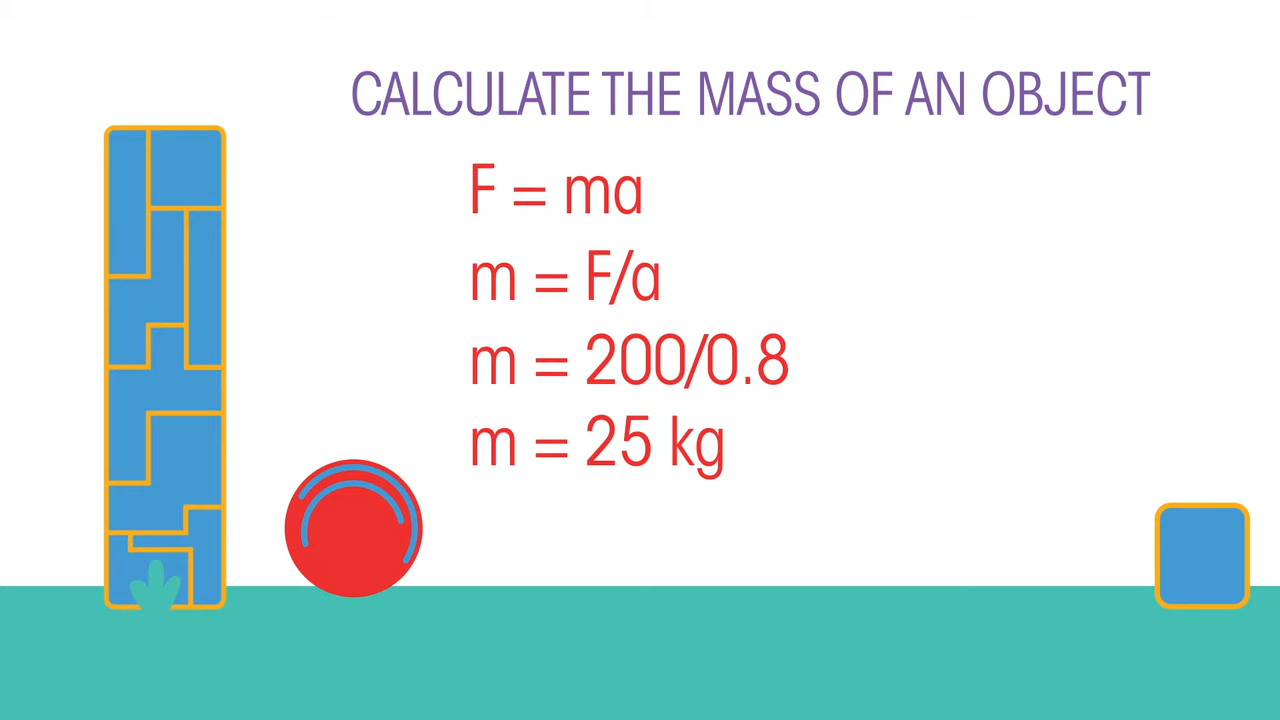 CALCULATE THE MASS OF AN OBJECT
F = ma
m = F/a
m = 200/0.8
m = 25 kg